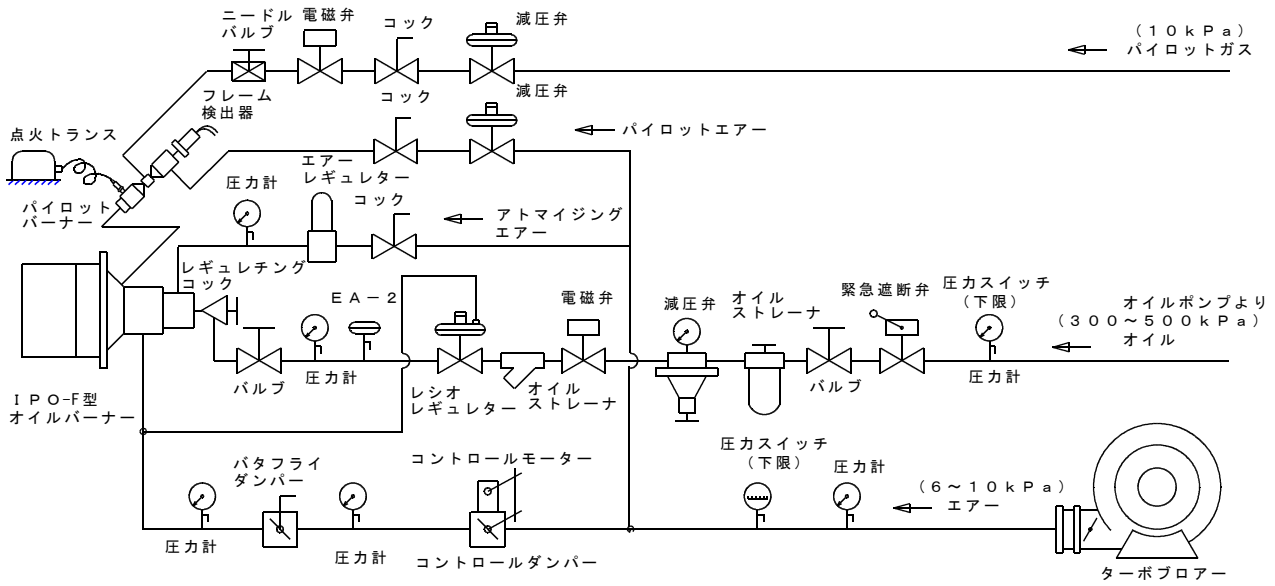 ニードル
バルブ
電磁弁
コック
減圧弁
(10kPa)
パイロットガス
フレーム
検出器
コック
減圧弁
点火トランス
パイロットエアー
エアー
レギュレター
圧力計
コック
アトマイジング
エアー
パイロット
バーナー
レギュレチング
コック
EA-2
電磁弁
減圧弁
オイル
ストレーナ
緊急遮断弁
圧力スイッチ
(下限)
オイルポンプより
(300~500kPa)
オイル
バルブ
圧力計
レシオ
レギュレター
オイル
ストレーナ
バルブ
圧力計
IPO-F型
オイルバーナー
バタフライ
ダンパー
コントロールモーター
圧力スイッチ
(下限)
圧力計
(6~10kPa)
エアー
圧力計
圧力計
コントロールダンパー
ターボブロアー